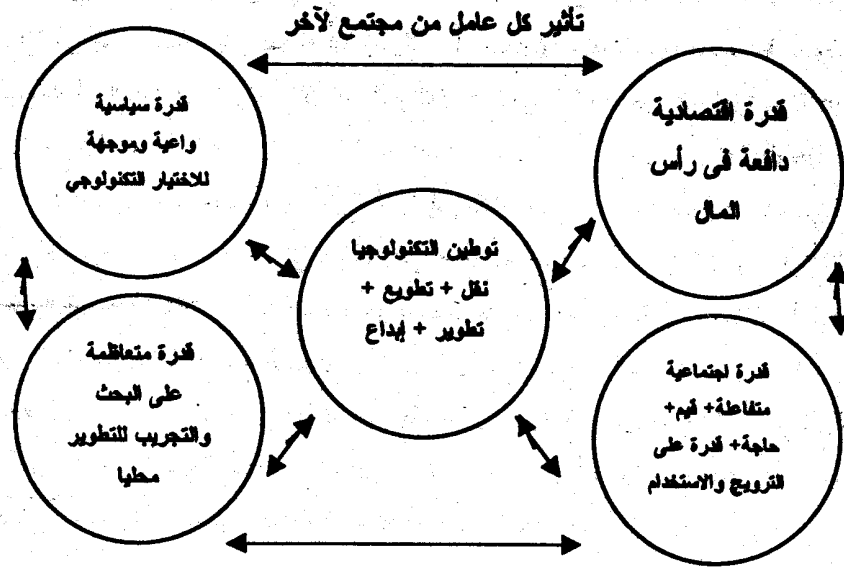 تأثير كل عامل من مجتمع لآخر
قدرة اقتصادية
دافعة فى رأس
المال
قدرة سياسية
واعية وموجهة
للاختيار التكنولوجي
توطين التكنولوجيا
نقل + تطويع +
تطوير + إبداع
قدرة اجتماعية
متفاعلة+ قيم+
حاجة+ قدرة على
الترويج والاستخدام
قدرة متعاظمة
على البحث
والتجريب للتطوير
محليا